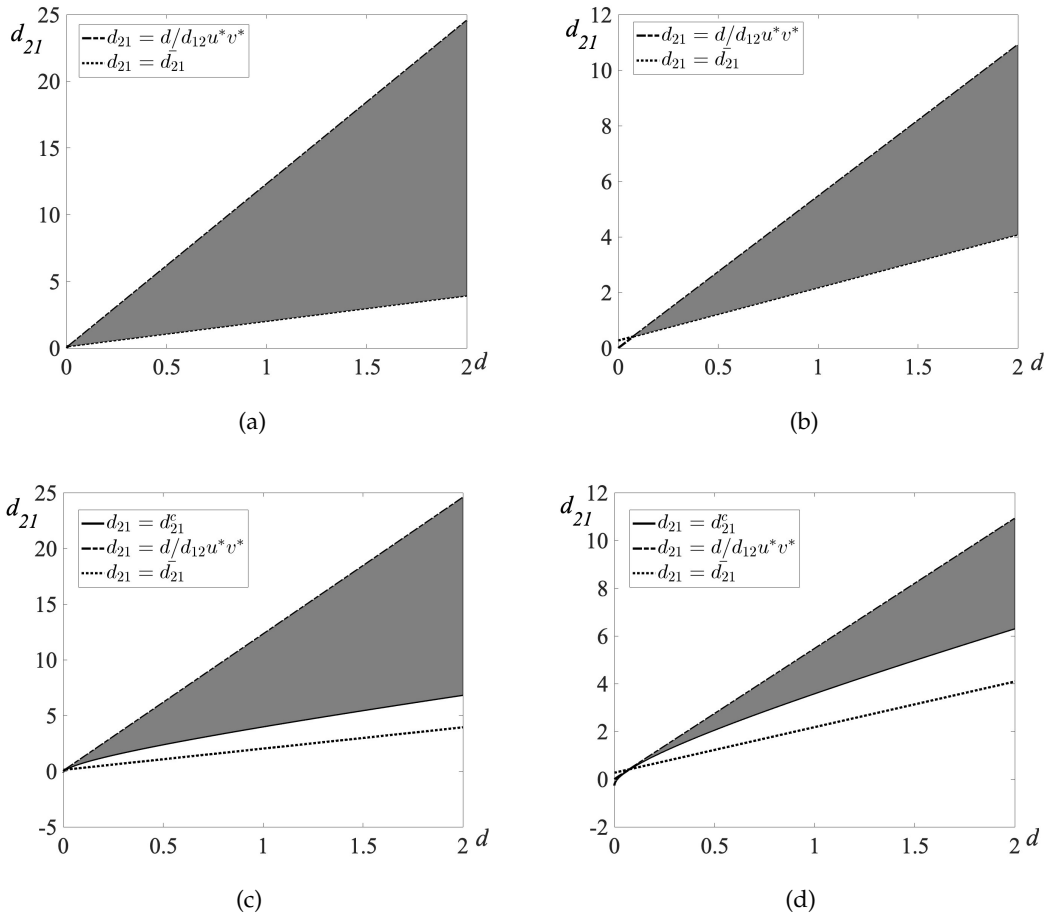 25
20
15
10
5
0
d₂₁
d₂₁ = d/d₁₂u*v*
d₂₁ = d̄₂₁
0 0.5 1 1.5 2 d
(a)
12
10
8
6
4
2
0
d₂₁
d₂₁ = d/d₁₂u*v*
d₂₁ = d̄₂₁
0 0.5 1 1.5 2 d
(b)
25
20
15
10
5
0
-5
d₂₁
d₂₁ = dᶜ₂₁
d₂₁ = d/d₁₂u*v*
d₂₁ = d̄₂₁
0 0.5 1 1.5 2 d
(c)
12
10
8
6
4
2
0
-2
d₂₁
d₂₁ = dᶜ₂₁
d₂₁ = d/d₁₂u*v*
d₂₁ = d̄₂₁
0 0.5 1 1.5 2 d
(d)